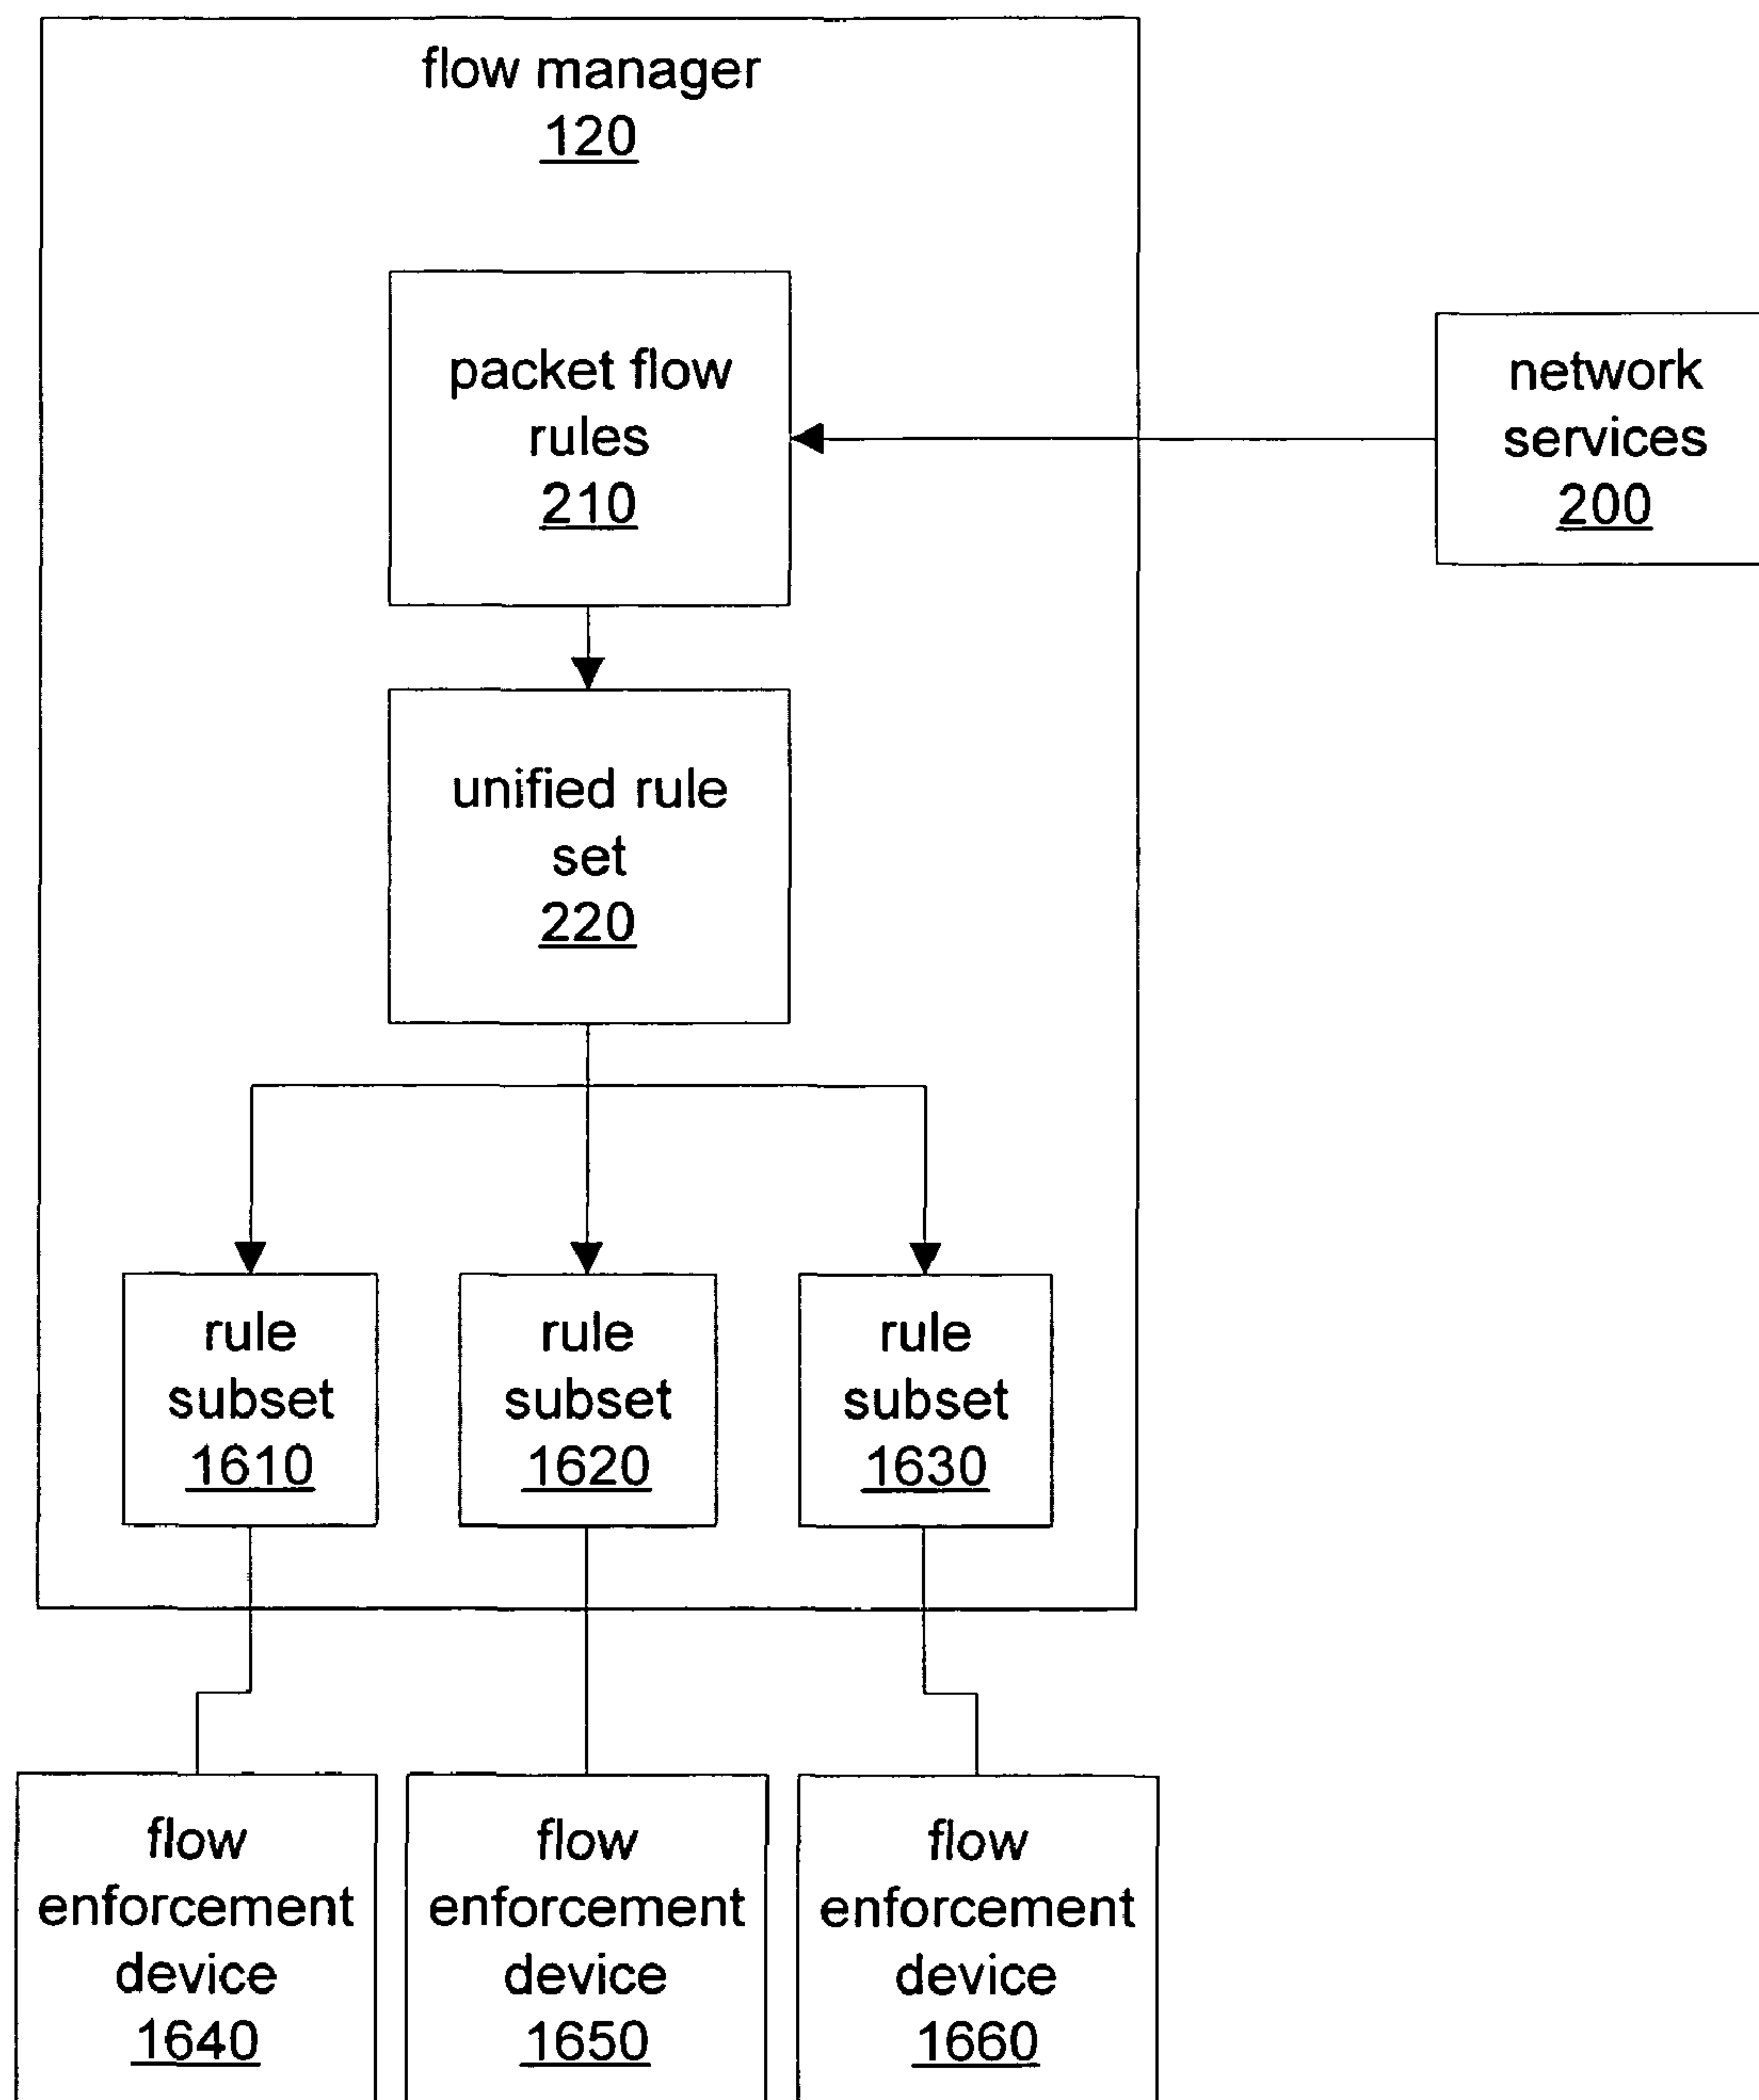 flow manager
120
packet flow
rules
210
network
services
200
unified rule
set
220
rule
subset
1610
rule
subset
1620
rule
subset
1630
flow
enforcement
device
1640
flow
enforcement
device
1650
flow
enforcement
device
1660